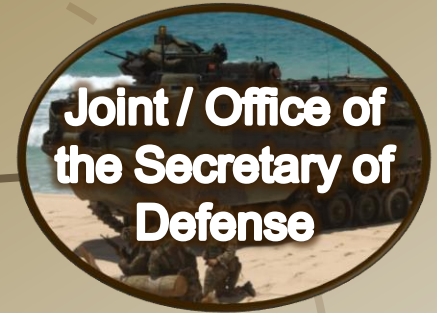 Joint / Office of
the Secretary of
Defense